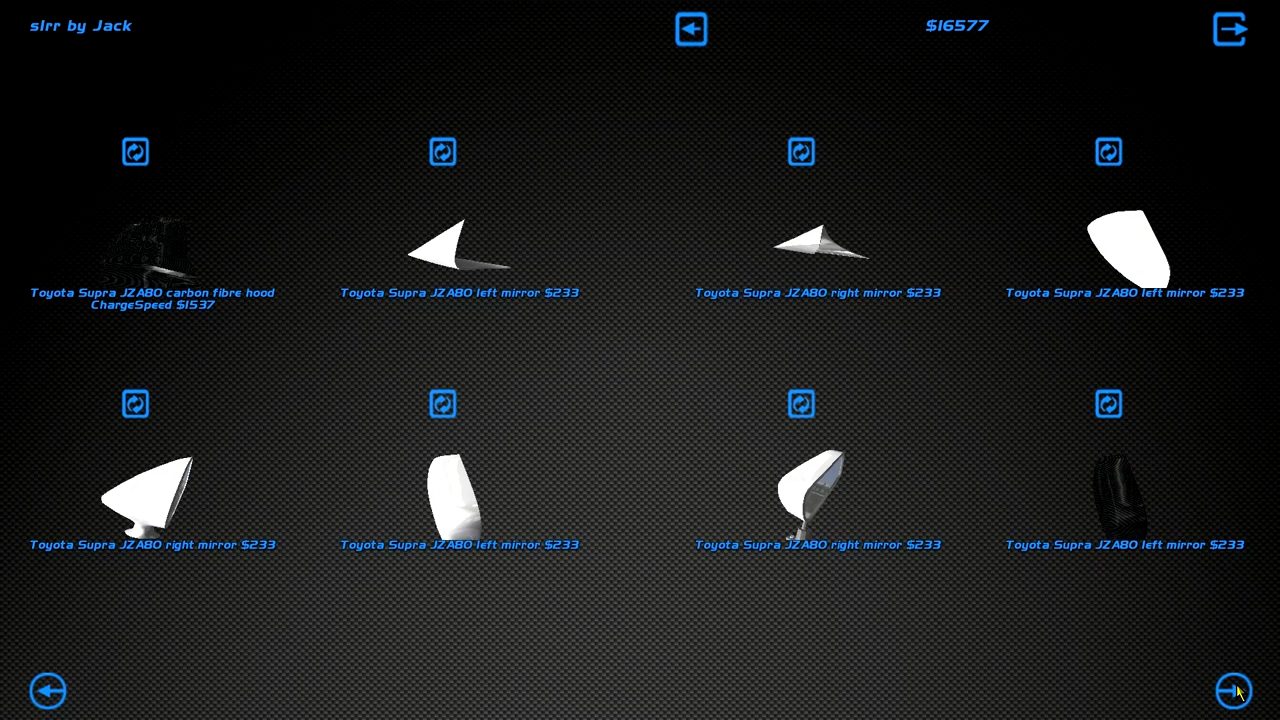 slrr by Jack
$16577
Toyota Supra JZA80 carbon fibre hood
ChargeSpeed $1537
Toyota Supra JZA80 left mirror $233
Toyota Supra JZA80 right mirror $233
Toyota Supra JZA80 left mirror $233
Toyota Supra JZA80 right mirror $233
Toyota Supra JZA80 left mirror $233
Toyota Supra JZA80 right mirror $233
Toyota Supra JZA80 left mirror $233